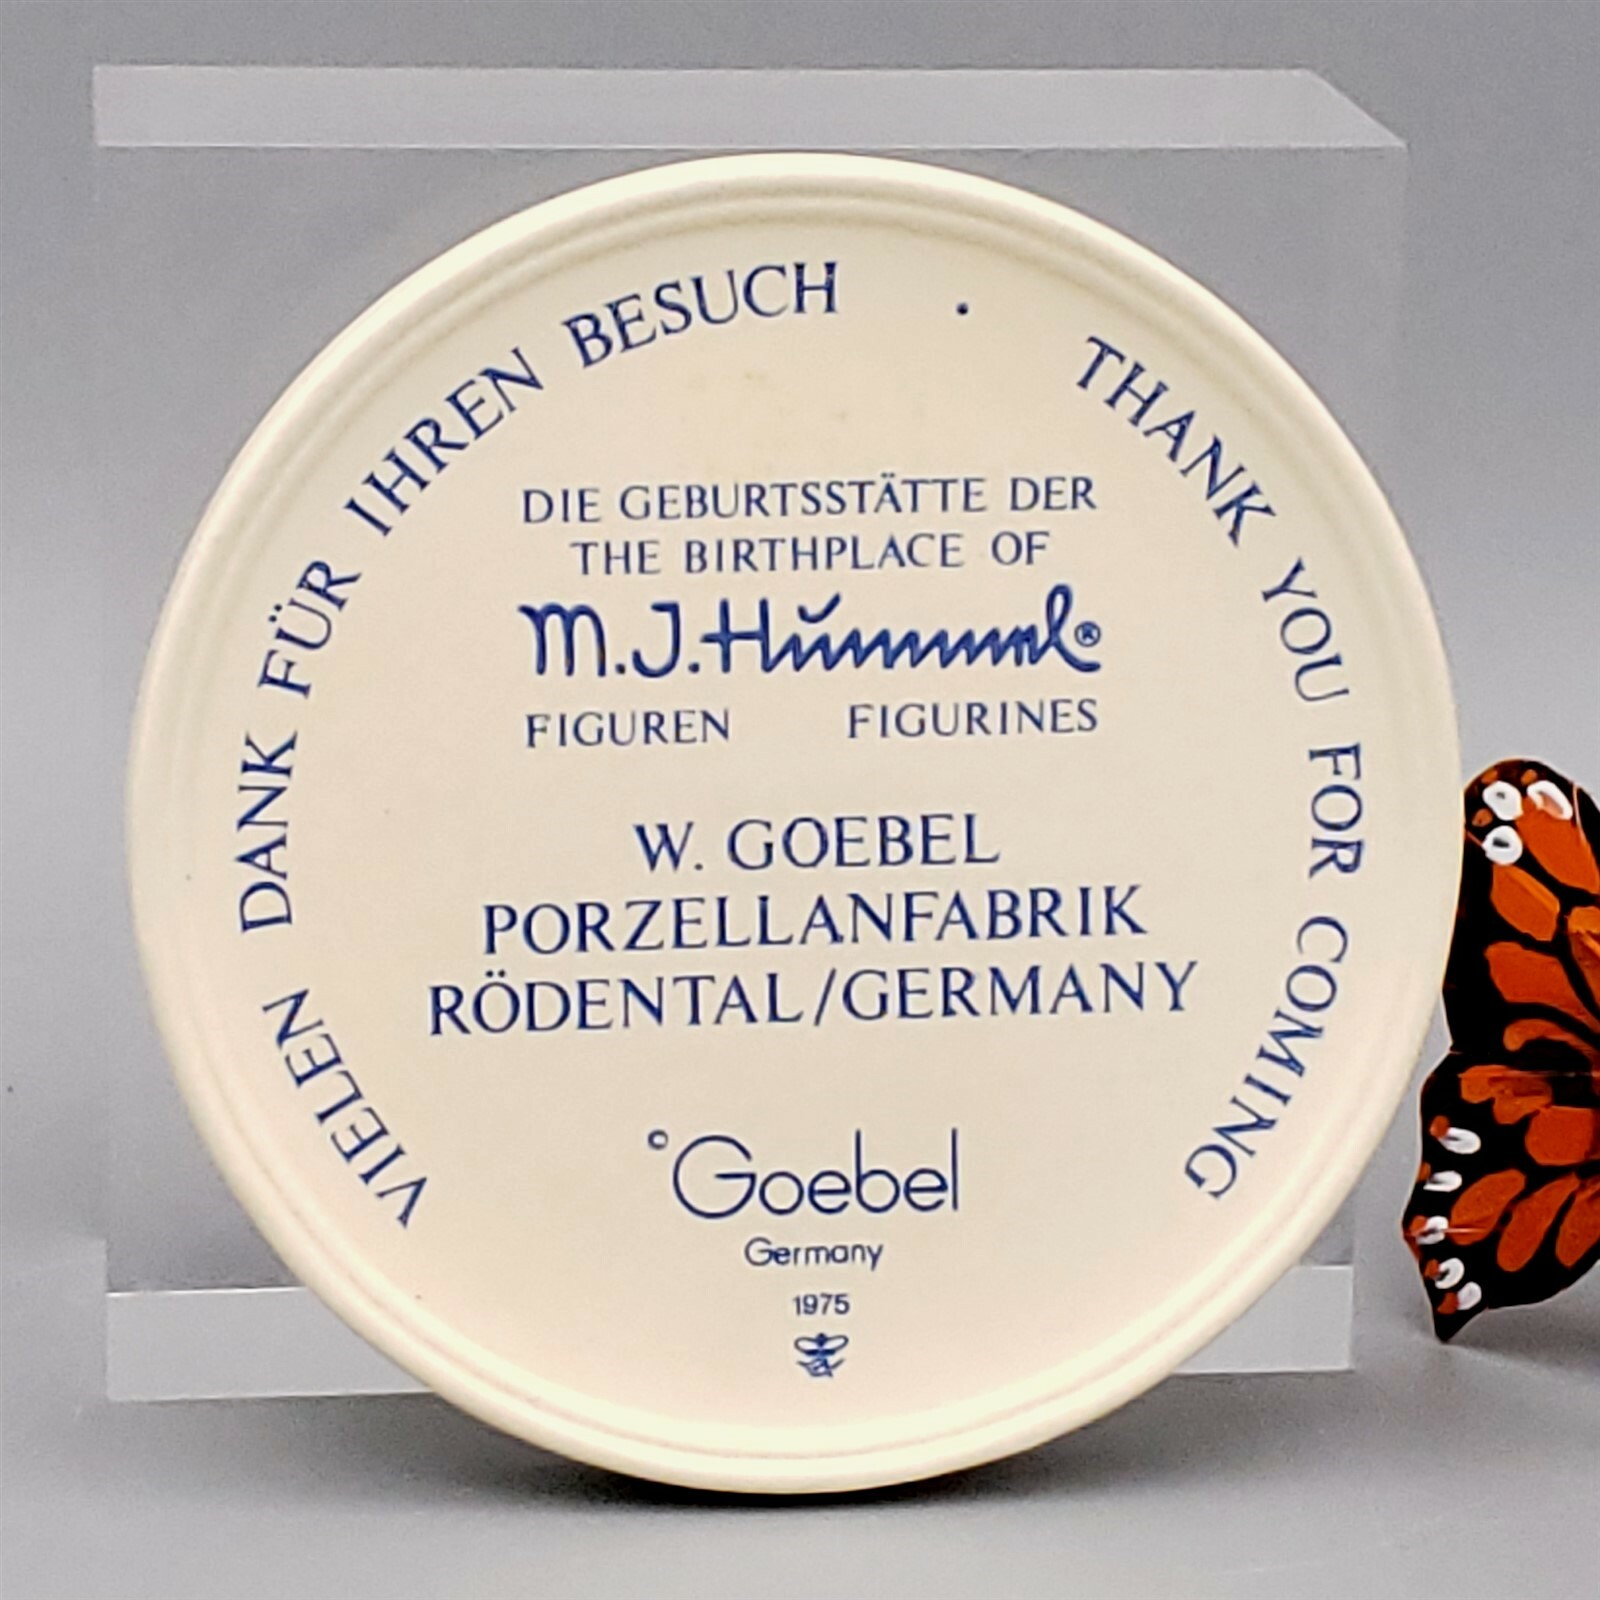 VIELEN DANK FÜR IHREN BESUCH · THANK YOU FOR COMING
DIE GEBURTSSTÄTTE DER
THE BIRTHPLACE OF
M.J.Hummel®
FIGUREN FIGURINES
W. GOEBEL
PORZELLANFABRIK
RÖDENTAL/GERMANY
©Goebel
Germany
1975